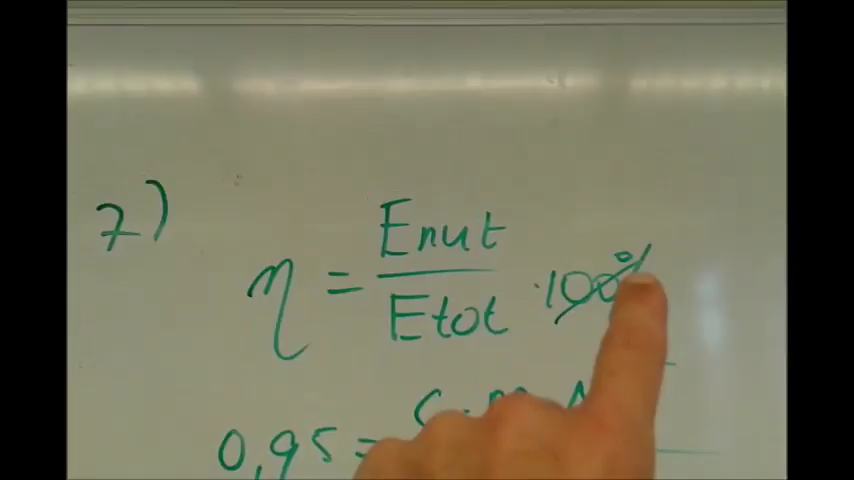 7)
η = Enut / Etot · 100%
0,95 =